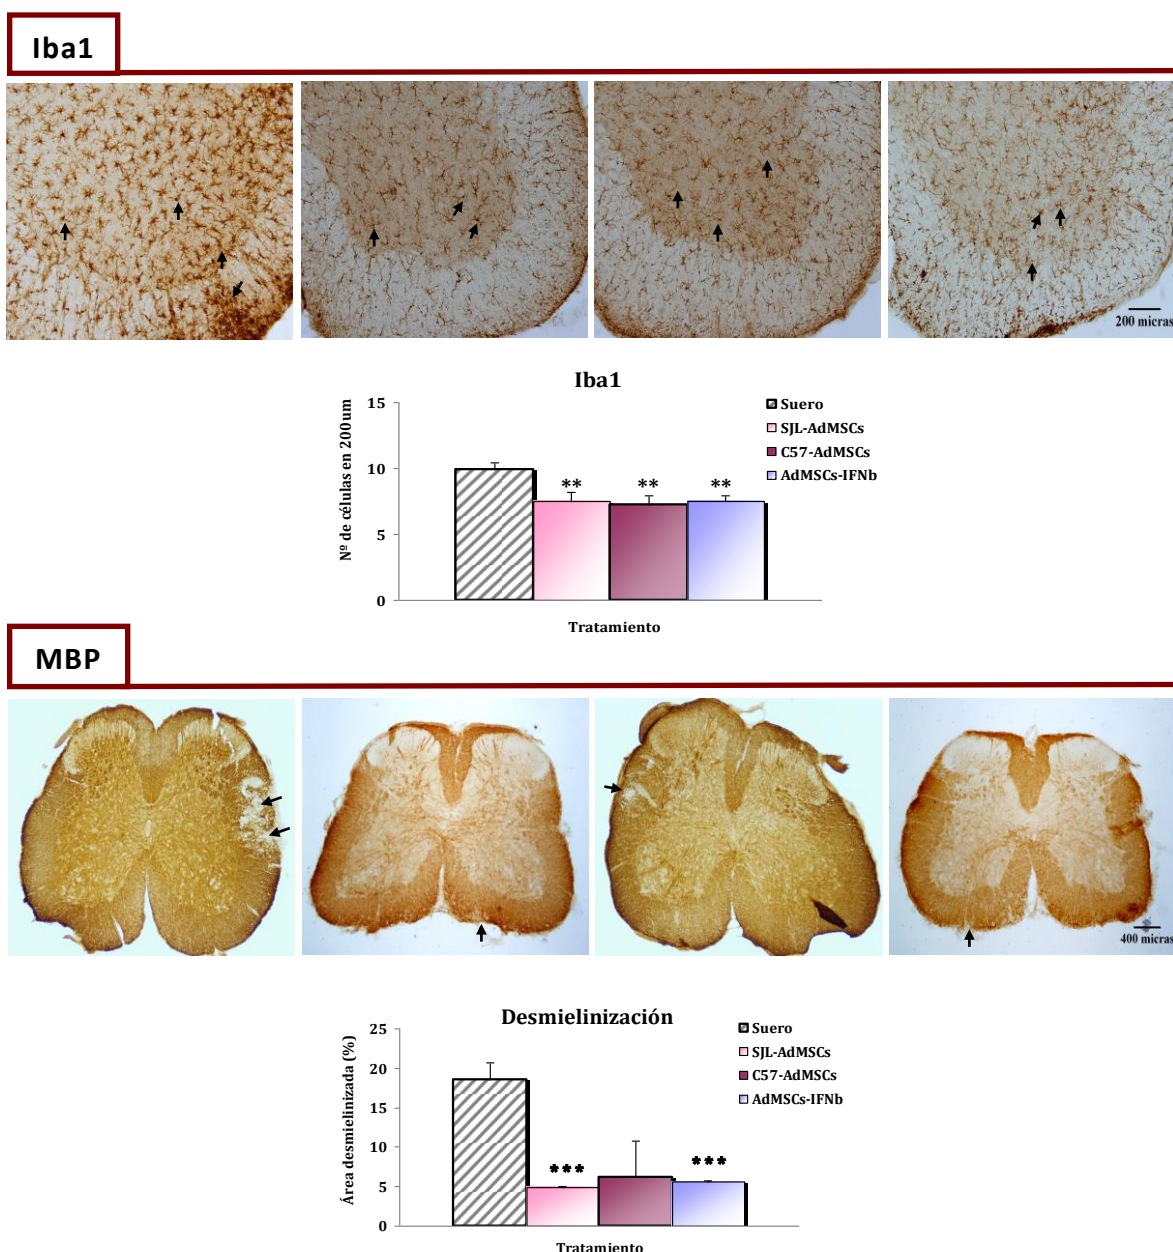 Iba1
200 micras
Iba1
15
10
5
0
Nº de células en 200um
** ** **
Suero
SJL-AdMSCs
C57-AdMSCs
AdMSCs-IFNb
Tratamiento
MBP
400 micras
Desmielinización
25
20
15
10
5
0
Área desmielinizada (%)
*** ***
Suero
SJL-AdMSCs
C57-AdMSCs
AdMSCs-IFNb
Tratamiento